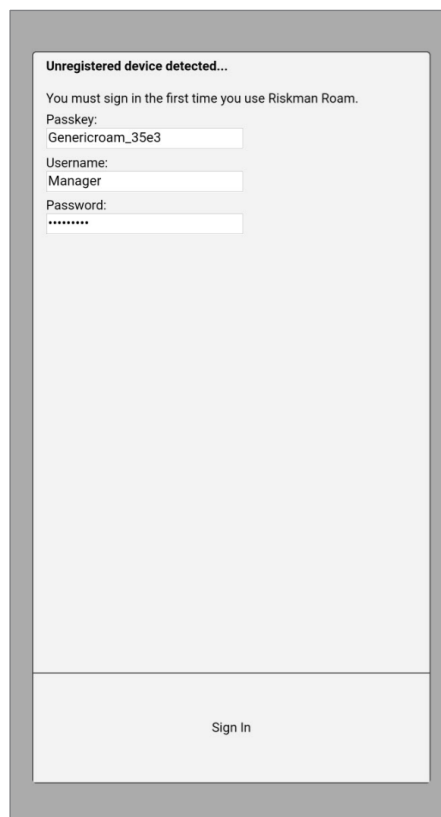 Unregistered device detected...
You must sign in the first time you use Riskman Roam.
Passkey:
Genericroam_35e3
Username:
Manager
Password:
•••••••••
Sign In